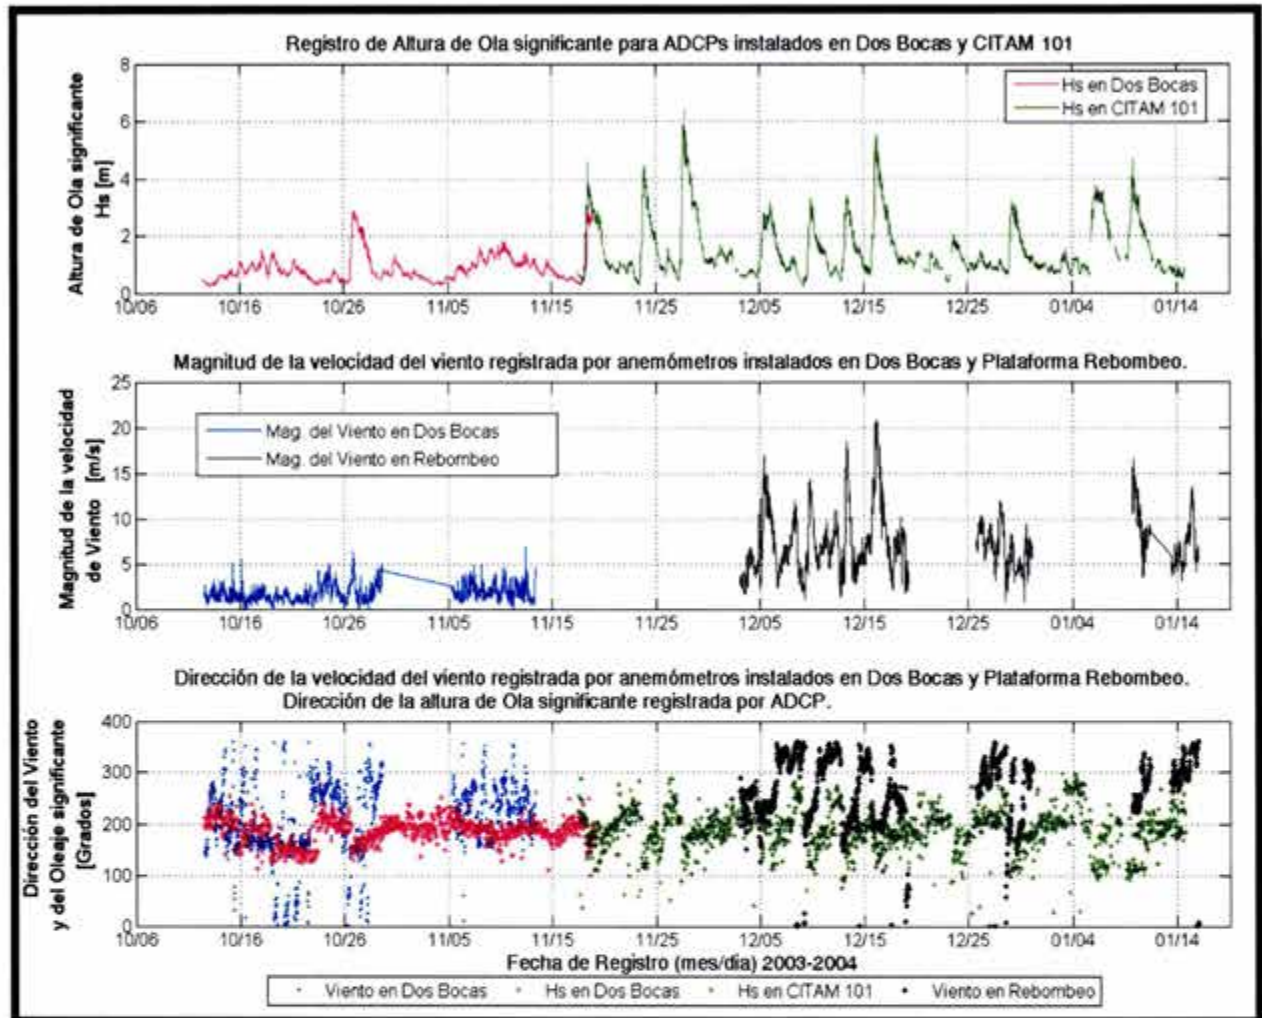 Registro de Altura de Ola significante para ADCPs instalados en Dos Bocas y CITAM 101
Altura de Ola significante
Hs [m]
8
6
4
2
0
Hs en Dos Bocas
Hs en CITAM 101
10/06 10/16 10/26 11/05 11/15 11/25 12/05 12/15 12/25 01/04 01/14
Magnitud de la velocidad del viento registrada por anemómetros instalados en Dos Bocas y Plataforma Rebombeo.
Magnitud de la velocidad
de Viento [m/s]
25
20
15
10
5
0
Mag. del Viento en Dos Bocas
Mag. del Viento en Rebombeo
10/06 10/16 10/26 11/05 11/15 11/25 12/05 12/15 12/25 01/04 01/14
Dirección de la velocidad del viento registrada por anemómetros instalados en Dos Bocas y Plataforma Rebombeo.
Dirección de la altura de Ola significante registrada por ADCP.
Dirección del Viento
y del Oleaje significante
[Grados]
400
300
200
100
0
10/06 10/16 10/26 11/05 11/15 11/25 12/05 12/15 12/25 01/04 01/14
Fecha de Registro (mes/día) 2003-2004
Viento en Dos Bocas Hs en Dos Bocas Hs en CITAM 101 Viento en Rebombeo